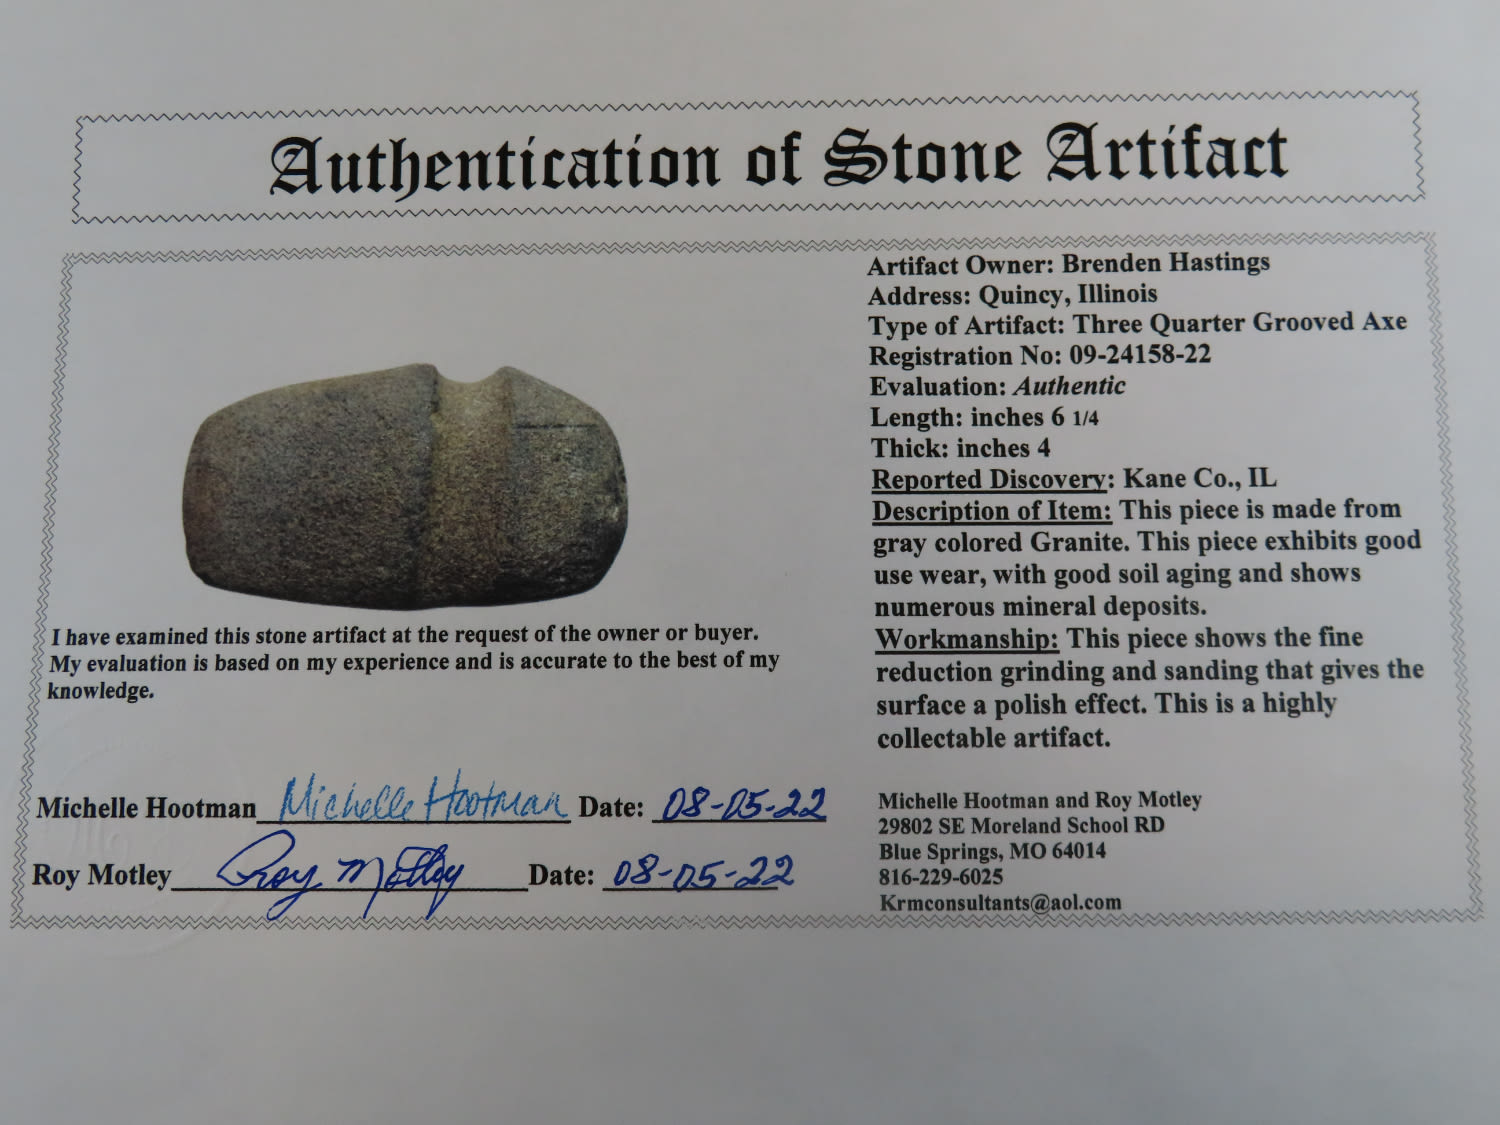 Authentication of Stone Artifact
Artifact Owner: Brenden Hastings
Address: Quincy, Illinois
Type of Artifact: Three Quarter Grooved Axe
Registration No: 09-24158-22
Evaluation: Authentic
Length: inches 6 1/4
Thick: inches 4
Reported Discovery: Kane Co., IL
Description of Item: This piece is made from
gray colored Granite. This piece exhibits good
use wear, with good soil aging and shows
numerous mineral deposits.
Workmanship: This piece shows the fine
reduction grinding and sanding that gives the
surface a polish effect. This is a highly
collectable artifact.
I have examined this stone artifact at the request of the owner or buyer.
My evaluation is based on my experience and is accurate to the best of my
knowledge.
Michelle Hootman Michelle Hootman Date: 08-05-22
Roy Motley Roy Motley Date: 08-05-22
Michelle Hootman and Roy Motley
29802 SE Moreland School RD
Blue Springs, MO 64014
816-229-6025
Krmconsultants@aol.com